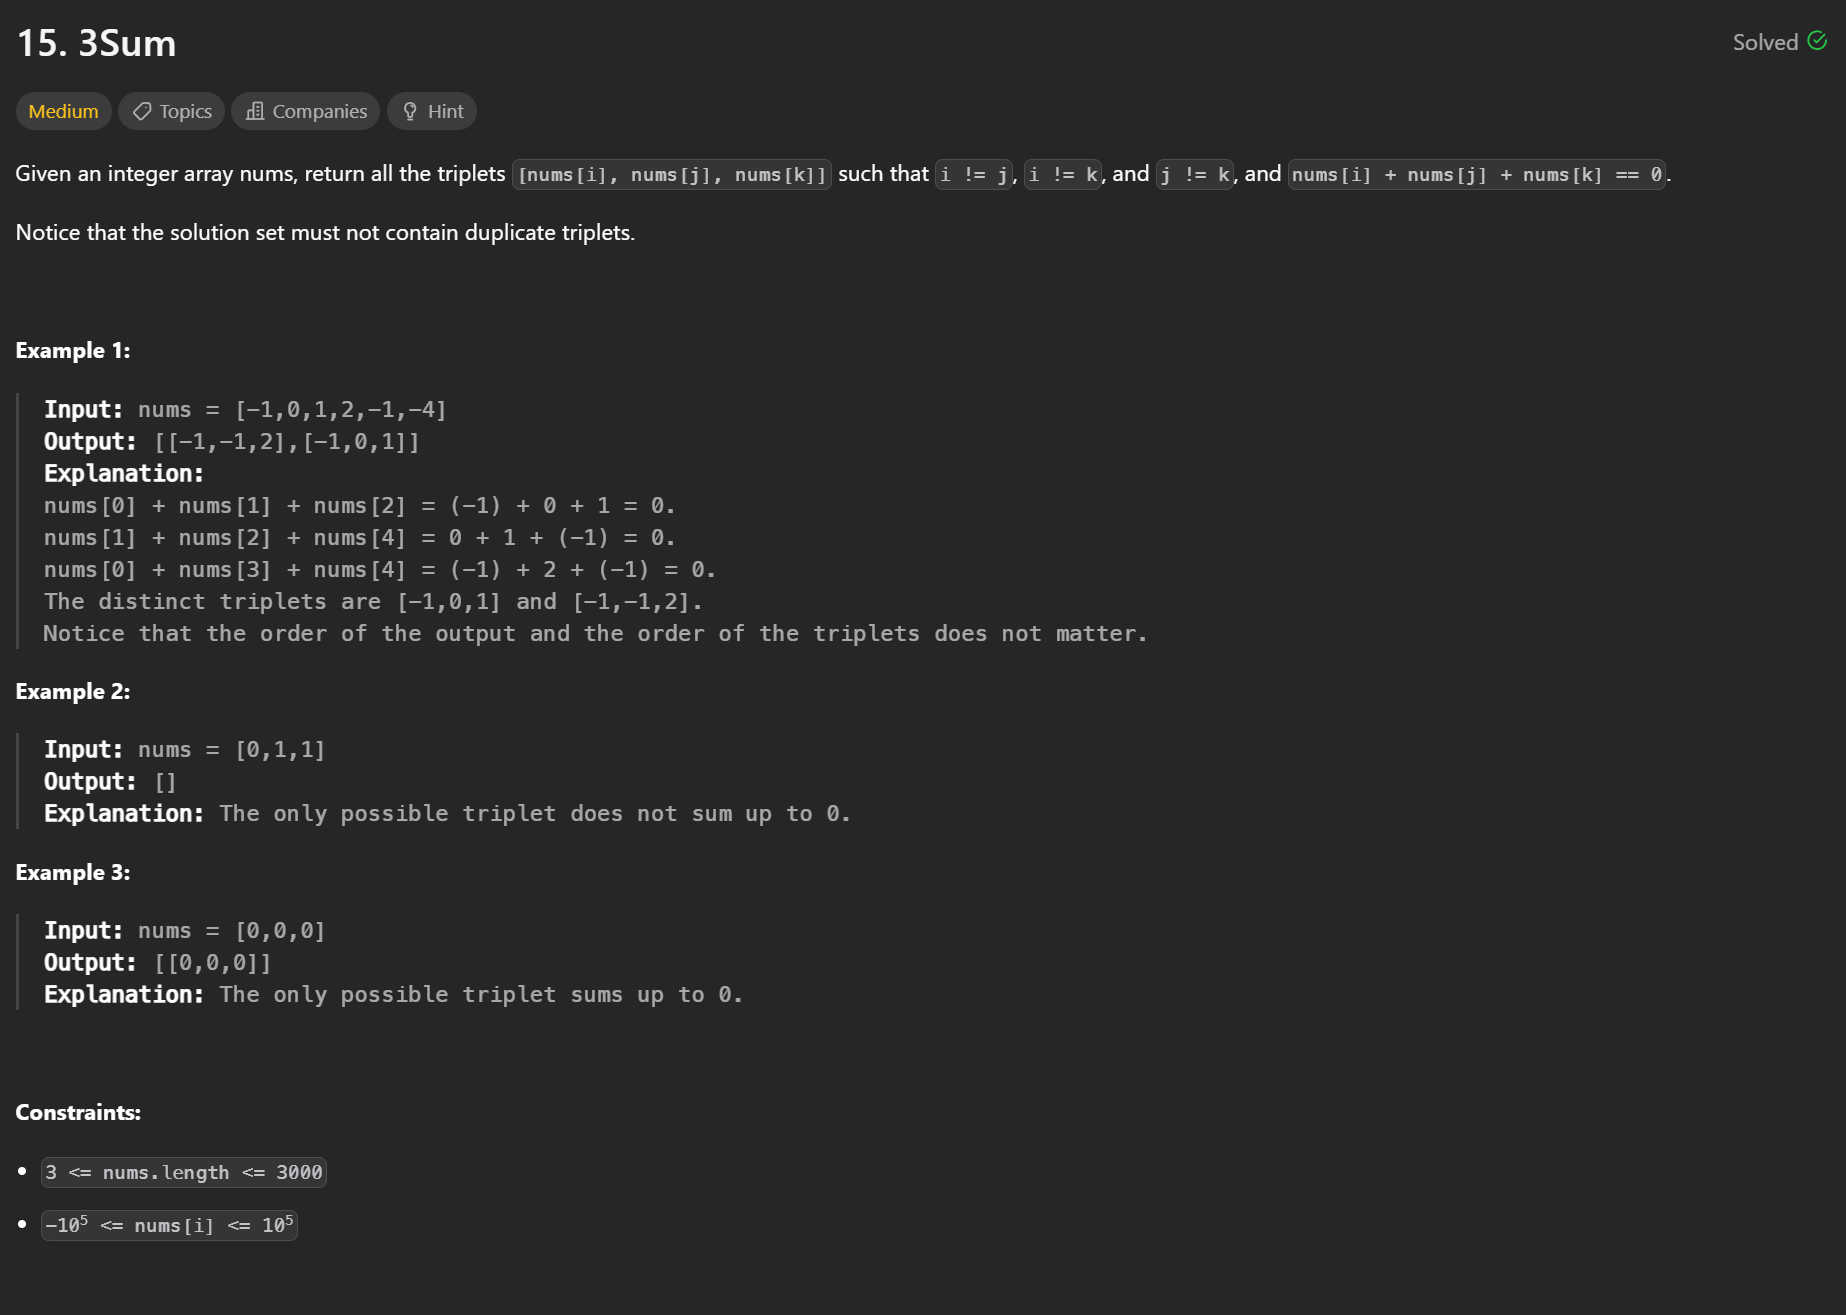 15. 3Sum
Solved
Medium Topics Companies Hint
Given an integer array nums, return all the triplets [nums[i], nums[j], nums[k]] such that i != j, i != k, and j != k, and nums[i] + nums[j] + nums[k] == 0.
Notice that the solution set must not contain duplicate triplets.
Example 1:
Input: nums = [-1,0,1,2,-1,-4]
Output: [[-1,-1,2],[-1,0,1]]
Explanation:
nums[0] + nums[1] + nums[2] = (-1) + 0 + 1 = 0.
nums[1] + nums[2] + nums[4] = 0 + 1 + (-1) = 0.
nums[0] + nums[3] + nums[4] = (-1) + 2 + (-1) = 0.
The distinct triplets are [-1,0,1] and [-1,-1,2].
Notice that the order of the output and the order of the triplets does not matter.
Example 2:
Input: nums = [0,1,1]
Output: []
Explanation: The only possible triplet does not sum up to 0.
Example 3:
Input: nums = [0,0,0]
Output: [[0,0,0]]
Explanation: The only possible triplet sums up to 0.
Constraints:
• 3 <= nums.length <= 3000
• -10⁵ <= nums[i] <= 10⁵